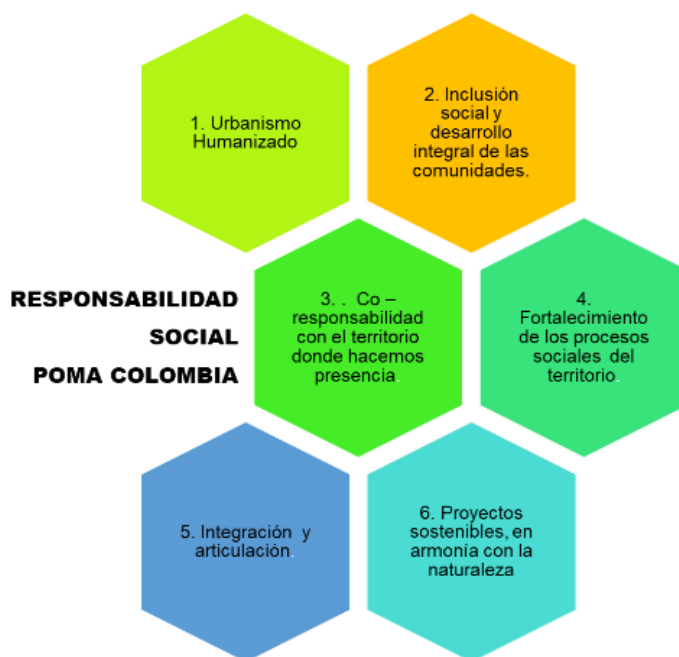 1. Urbanismo
Humanizado
2. Inclusión
social y
desarrollo
integral de las
comunidades.
RESPONSABILIDAD
SOCIAL
POMA COLOMBIA
3. . Co –
responsabilidad
con el territorio
donde hacemos
presencia.
4.
Fortalecimiento
de los procesos
sociales del
territorio.
5. Integración y
articulación.
6. Proyectos
sostenibles, en
armonía con la
naturaleza